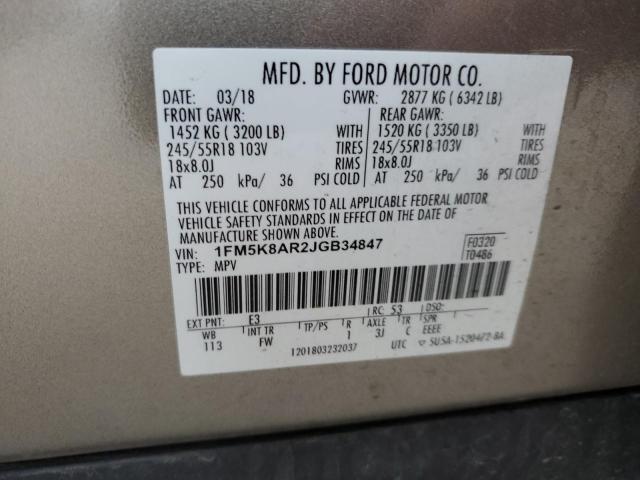 MFD. BY FORD MOTOR CO.
DATE: 03/18 GVWR: 2877 KG ( 6342 LB)
FRONT GAWR: REAR GAWR:
1452 KG ( 3200 LB) WITH 1520 KG ( 3350 LB) WITH
245/55R18 103V TIRES 245/55R18 103V TIRES
18x8.0J RIMS 18x8.0J RIMS
AT 250 kPa/ 36 PSI COLD AT 250 kPa/ 36 PSI COLD
THIS VEHICLE CONFORMS TO ALL APPLICABLE FEDERAL MOTOR
VEHICLE SAFETY STANDARDS IN EFFECT ON THE DATE OF
MANUFACTURE SHOWN ABOVE.
VIN: 1FM5K8AR2JGB34847 F0320
TYPE: MPV T0486
EXT PNT: E3 RC: 53 DSO:
WB INT TR TP/PS R AXLE TR SPR
113 FW 1 3J C EEEE
1201803232037 UTC ▽ SU5A-1520472-BA